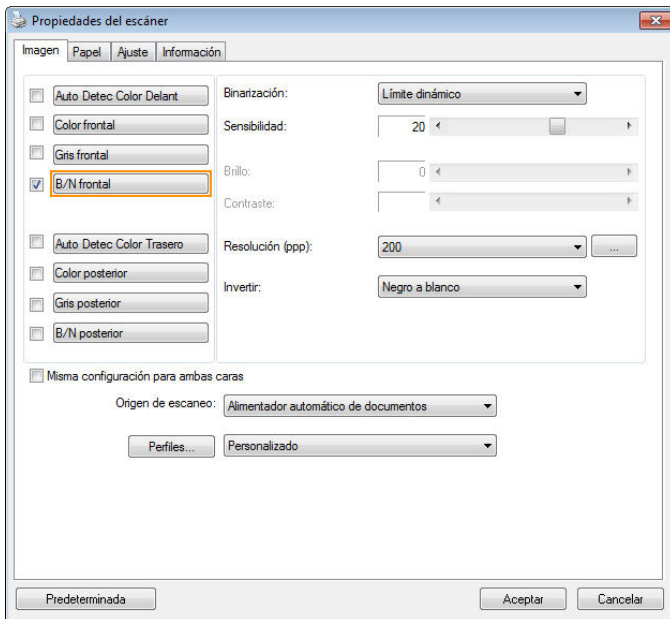 Propiedades del escáner
Imagen Papel Ajuste Información
Auto Detec Color Delant
Color frontal
Gris frontal
B/N frontal
Auto Detec Color Trasero
Color posterior
Gris posterior
B/N posterior
Binarización: Límite dinámico
Sensibilidad: 20
Brillo: 0
Contraste:
Resolución (ppp): 200 ...
Invertir: Negro a blanco
Misma configuración para ambas caras
Origen de escaneo: Alimentador automático de documentos
Perfiles... Personalizado
Predeterminada Aceptar Cancelar